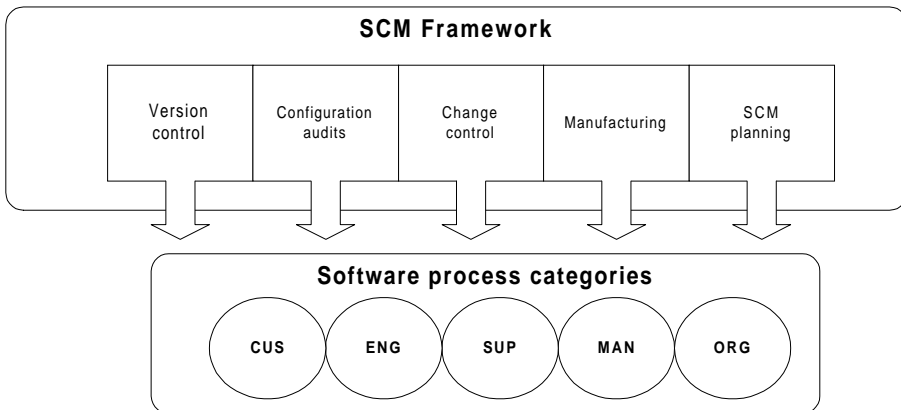 SCM Framework
Version
control
Configuration
audits
Change
control
Manufacturing
SCM
planning
Software process categories
CUS
ENG
SUP
MAN
ORG